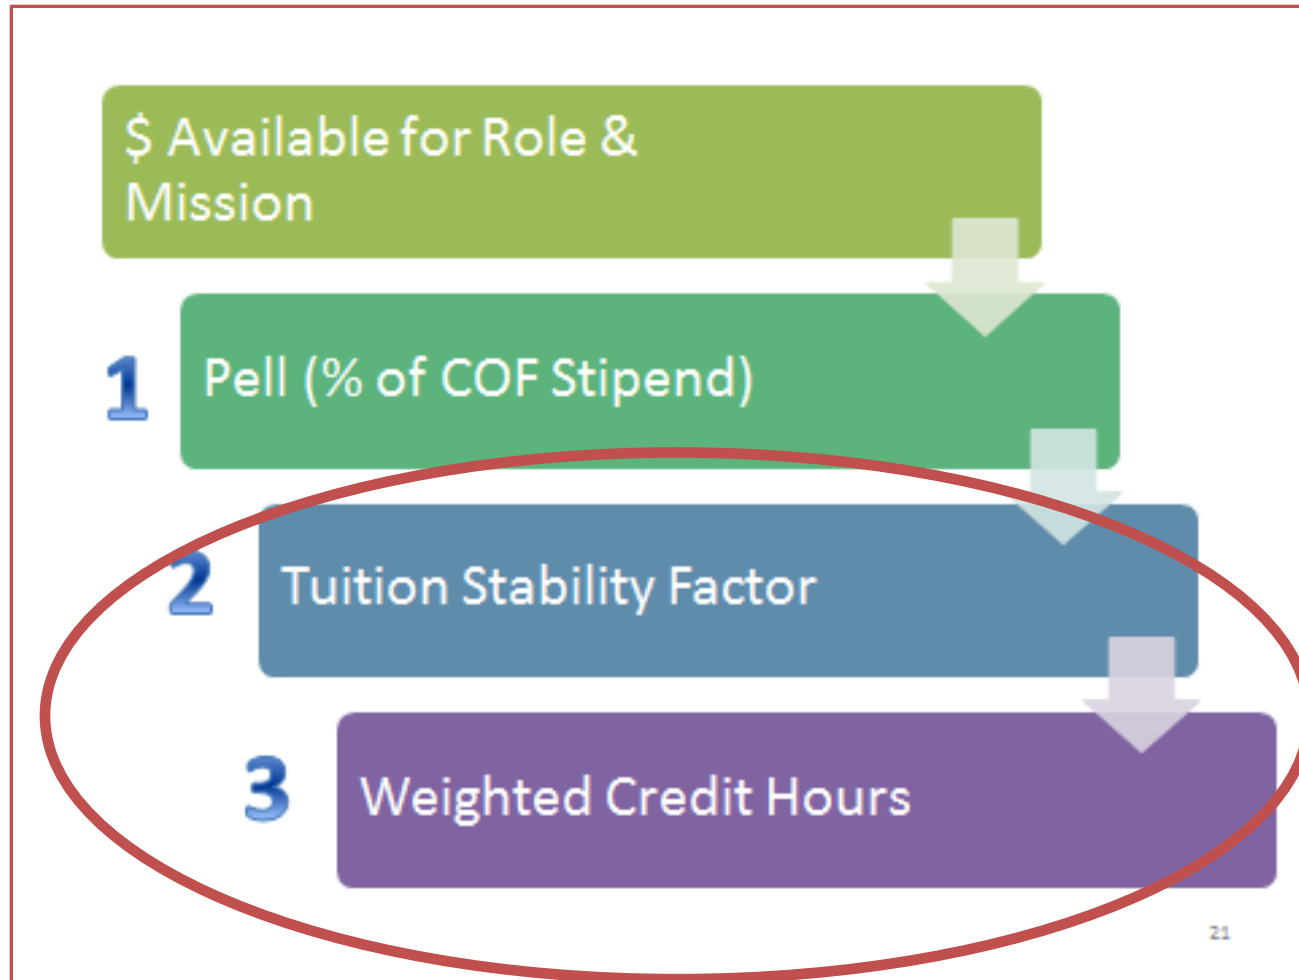 $ Available for Role &
Mission
1
Pell (% of COF Stipend)
2
Tuition Stability Factor
3
Weighted Credit Hours
21